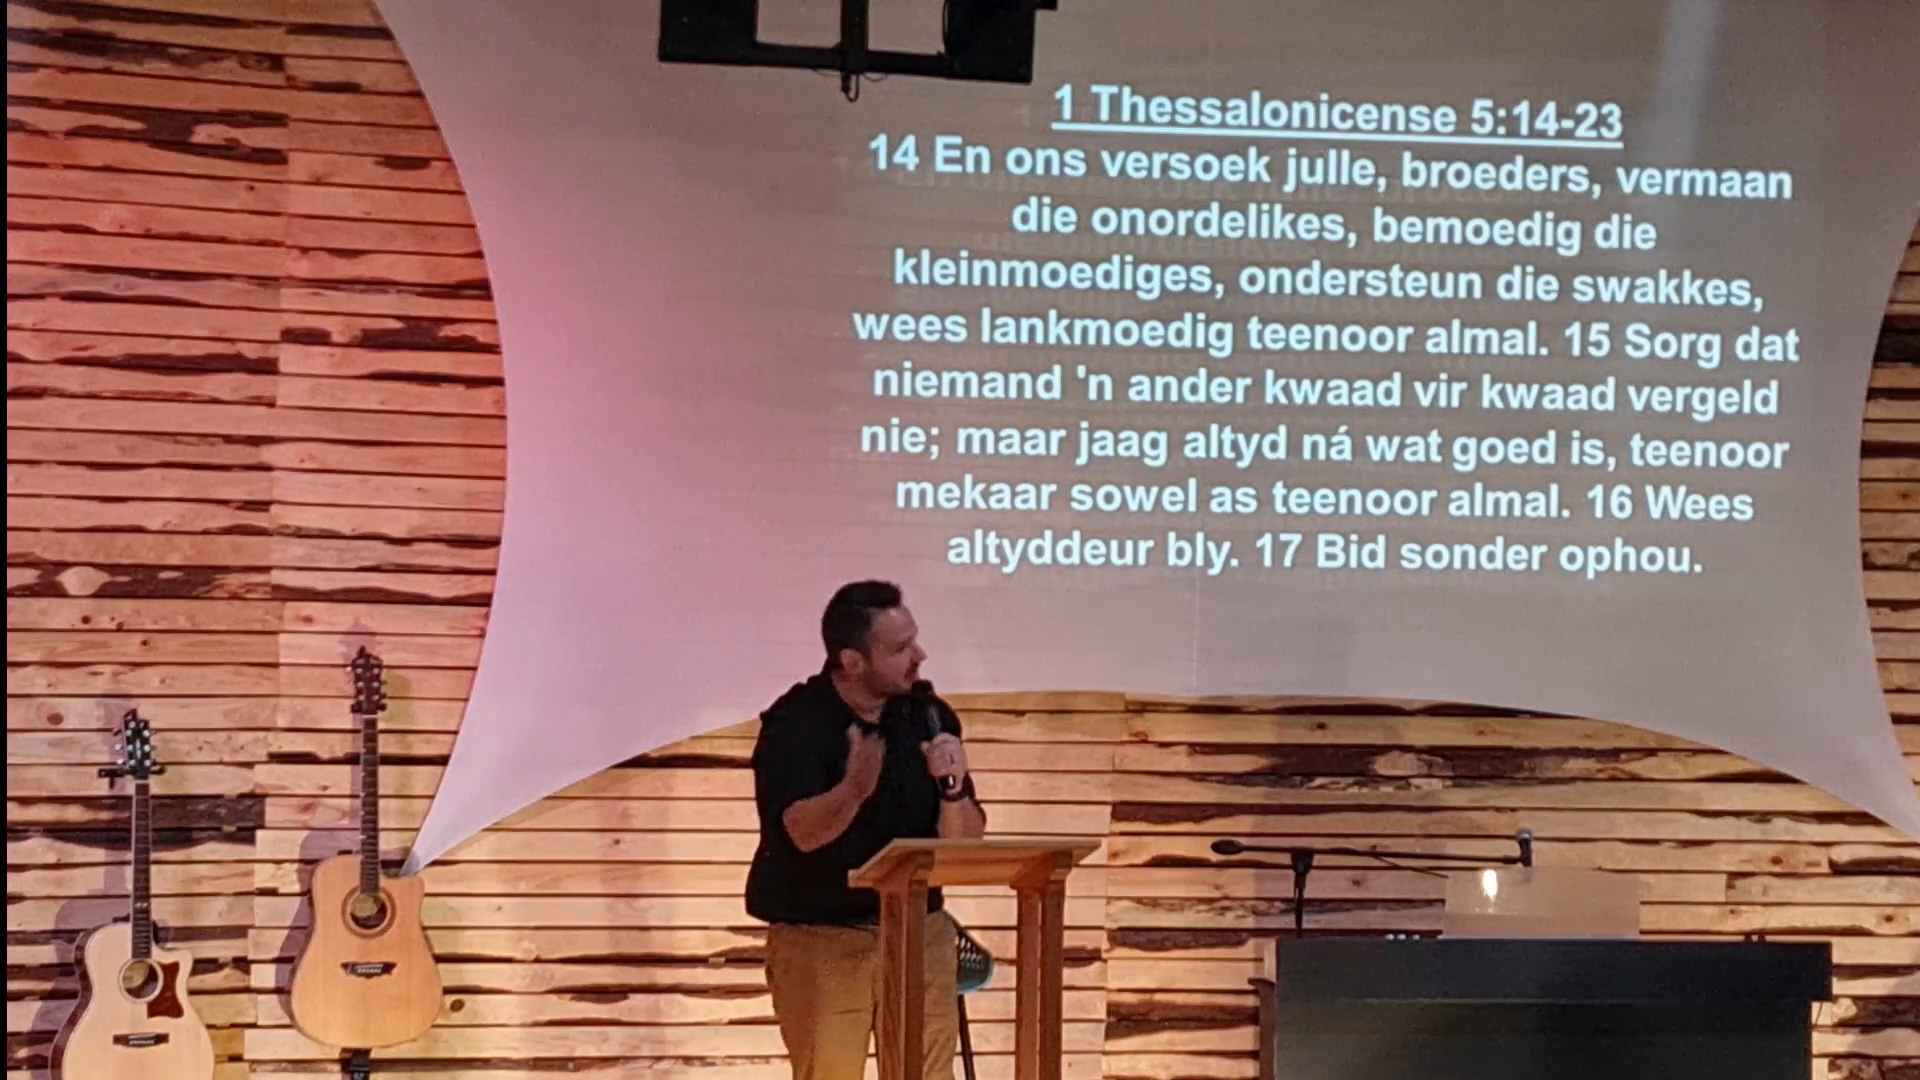 1 Thessalonicense 5:14-23
14 En ons versoek julle, broeders, vermaan
die onordelikes, bemoedig die
kleinmoediges, ondersteun die swakkes,
wees lankmoedig teenoor almal. 15 Sorg dat
niemand 'n ander kwaad vir kwaad vergeld
nie; maar jaag altyd ná wat goed is, teenoor
mekaar sowel as teenoor almal. 16 Wees
altyddeur bly. 17 Bid sonder ophou.